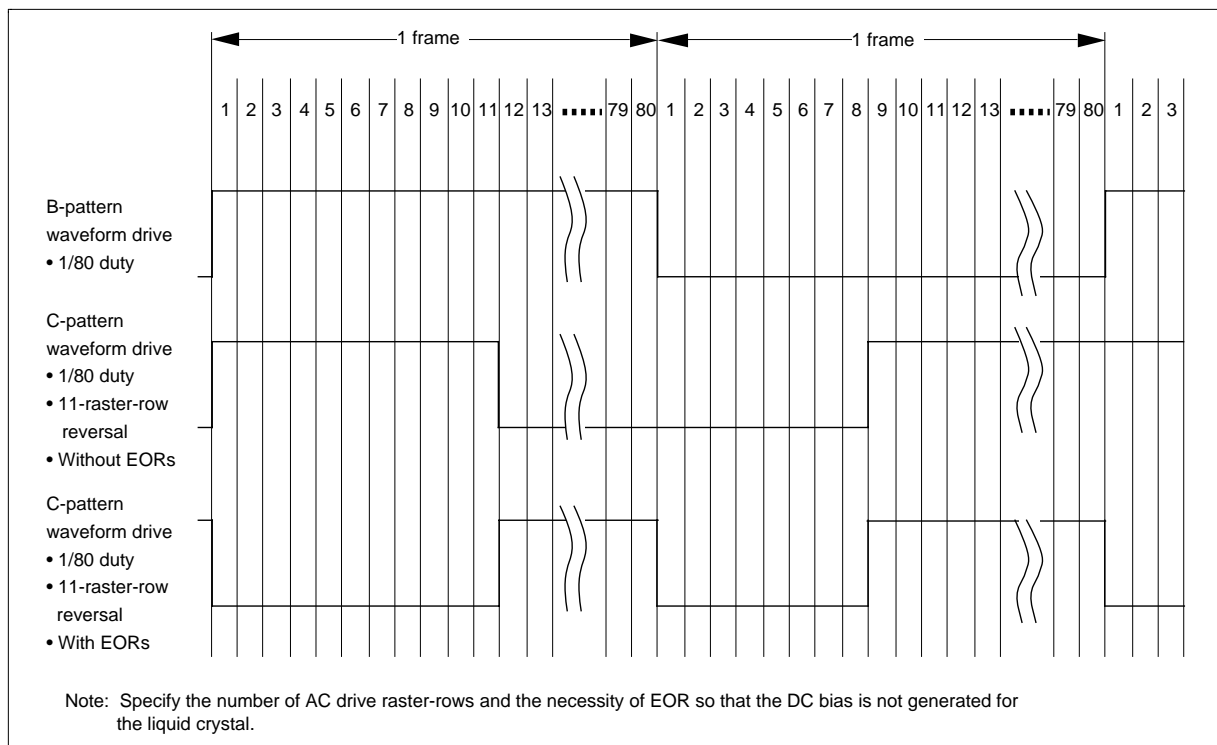 1 frame 1 frame
1 2 3 4 5 6 7 8 9 10 11 12 13 79 80 1 2 3 4 5 6 7 8 9 10 11 12 13 79 80 1 2 3
B-pattern
waveform drive
• 1/80 duty
C-pattern
waveform drive
• 1/80 duty
• 11-raster-row
reversal
• Without EORs
C-pattern
waveform drive
• 1/80 duty
• 11-raster-row
reversal
• With EORs
Note: Specify the number of AC drive raster-rows and the necessity of EOR so that the DC bias is not generated for
the liquid crystal.